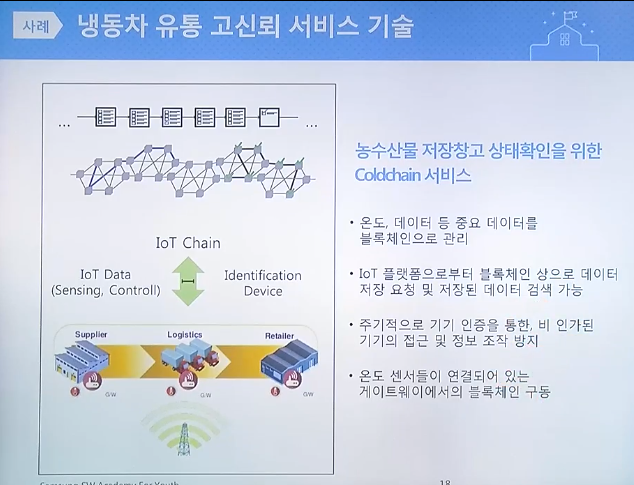 사례
냉동차 유통 고신뢰 서비스 기술
...
...
IoT Chain
IoT Data
(Sensing, Controll)
Identification
Device
Supplier
Logistics
Retailer
G/W
G/W
G/W
농수산물 저장창고 상태확인을 위한
Coldchain 서비스
• 온도, 데이터 등 중요 데이터를
블록체인으로 관리
• IoT 플랫폼으로부터 블록체인 상으로 데이터
저장 요청 및 저장된 데이터 검색 가능
• 주기적으로 기기 인증을 통한, 비 인가된
기기의 접근 및 정보 조작 방지
• 온도 센서들이 연결되어 있는
게이트웨이에서의 블록체인 구동
Samsung SW Academy For Youth
18